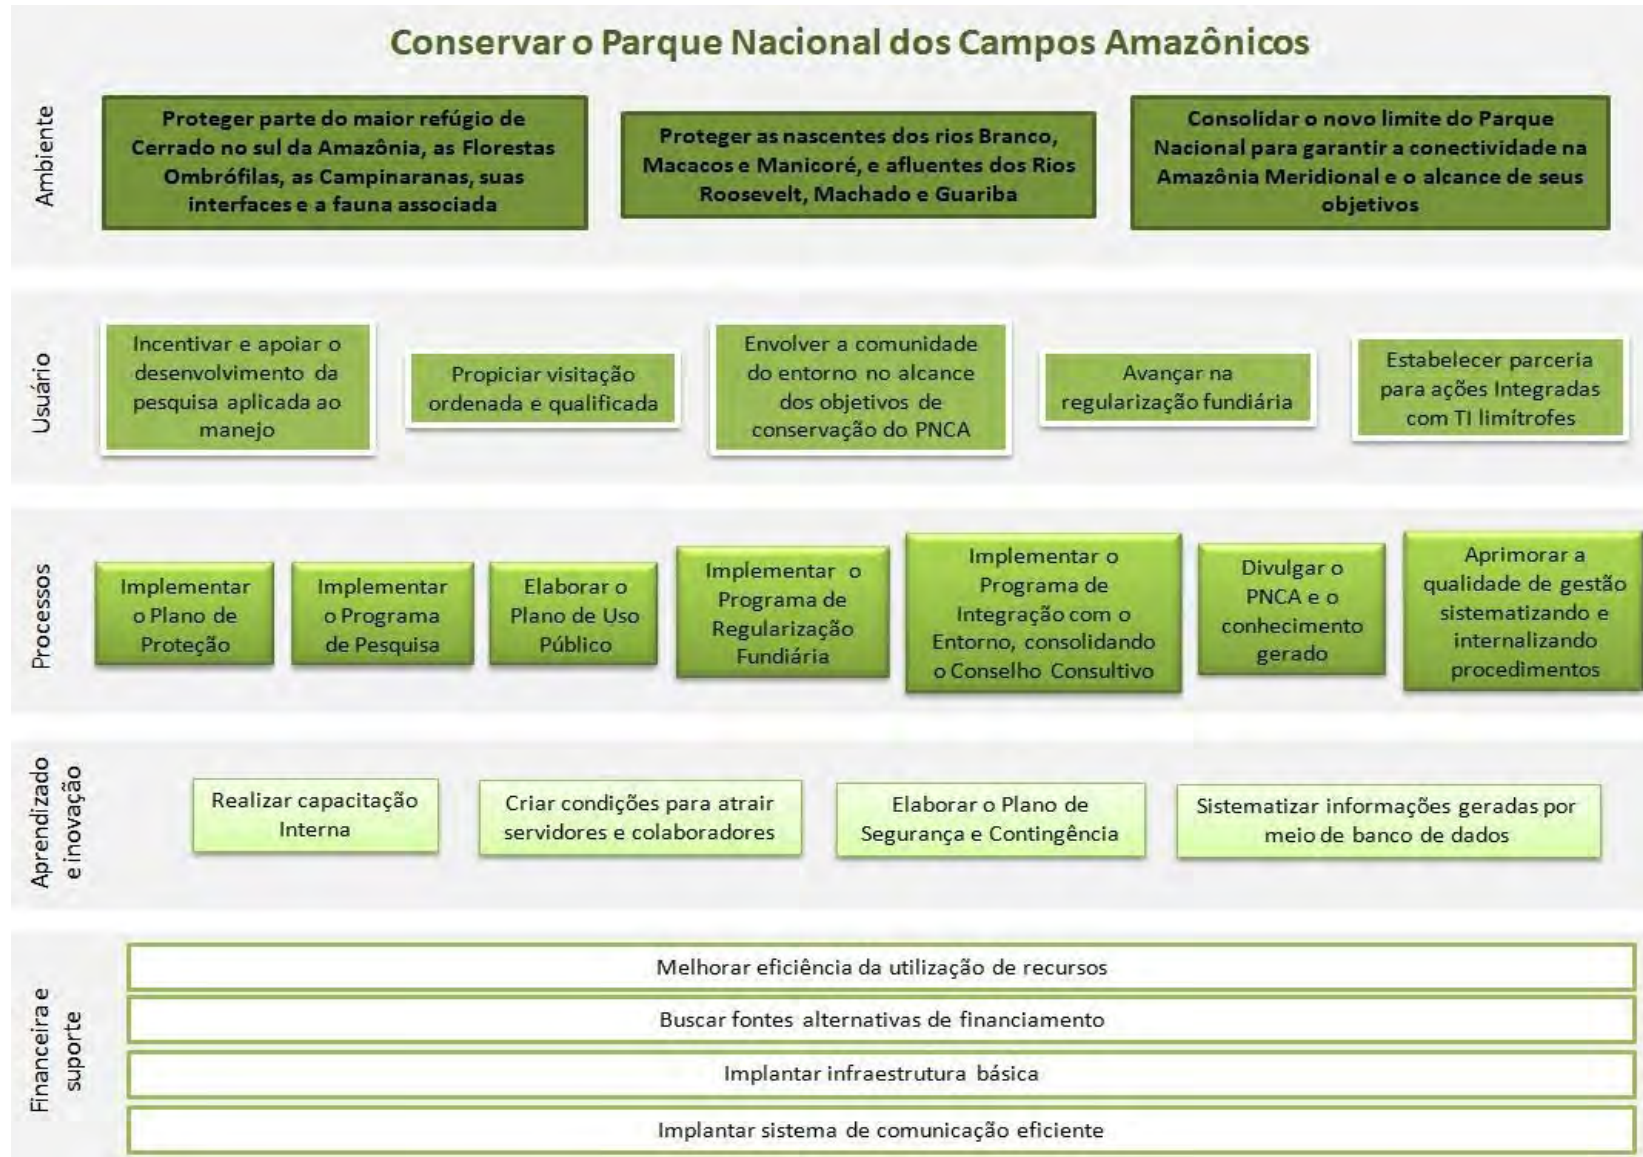 Conservar o Parque Nacional dos Campos Amazônicos
Ambiente
Proteger parte do maior refúgio de
Cerrado no sul da Amazônia, as Florestas
Ombrófilas, as Campinaranas, suas
interfaces e a fauna associada
Proteger as nascentes dos rios Branco,
Macacos e Manicoré, e afluentes dos Rios
Roosevelt, Machado e Guariba
Consolidar o novo limite do Parque
Nacional para garantir a conectividade na
Amazônia Meridional e o alcance de seus
objetivos
Usuário
Incentivar e apoiar o
desenvolvimento da
pesquisa aplicada ao
manejo
Propiciar visitação
ordenada e qualificada
Envolver a comunidade
do entorno no alcance
dos objetivos de
conservação do PNCA
Avançar na
regularização fundiária
Estabelecer parceria
para ações Integradas
com TI limítrofes
Processos
Implementar
o Plano de
Proteção
Implementar
o Programa
de Pesquisa
Elaborar o
Plano de Uso
Público
Implementar o
Programa de
Regularização
Fundiária
Implementar o
Programa de
Integração com o
Entorno, consolidando
o Conselho Consultivo
Divulgar o
PNCA e o
conhecimento
gerado
Aprimorar a
qualidade de gestão
sistematizando e
internalizando
procedimentos
Aprendizado
e inovação
Realizar capacitação
Interna
Criar condições para atrair
servidores e colaboradores
Elaborar o Plano de
Segurança e Contingência
Sistematizar informações geradas por
meio de banco de dados
Financeira e
suporte
Melhorar eficiência da utilização de recursos
Buscar fontes alternativas de financiamento
Implantar infraestrutura básica
Implantar sistema de comunicação eficiente